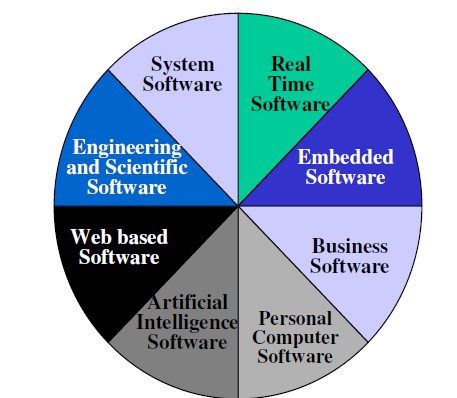 System
Software
Real
Time
Software
Embedded
Software
Business
Software
Personal
Computer
Software
Artificial
Intelligence
Software
Web based
Software
Engineering
and Scientific
Software